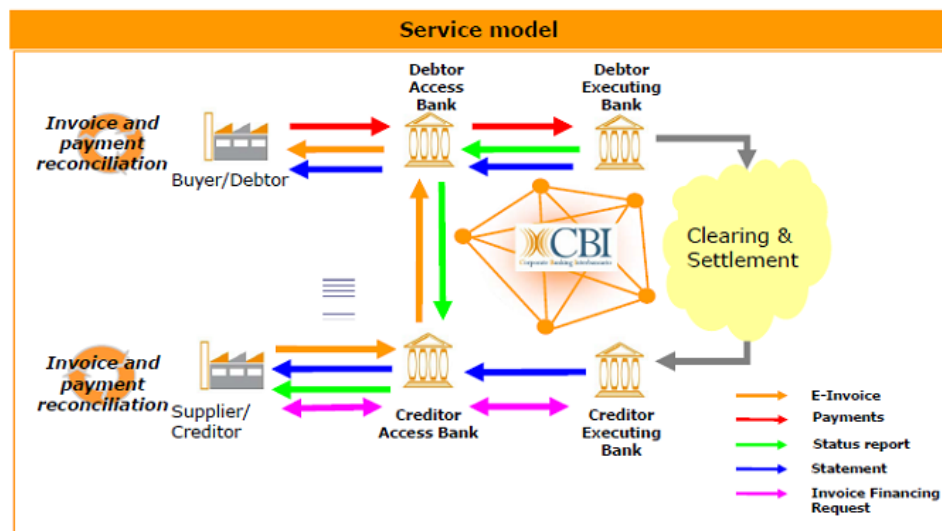 Service model
Debtor
Access
Bank
Debtor
Executing
Bank
Invoice and
payment
reconciliation
Buyer/Debtor
CBI
Corporate Banking Interbancario
Clearing &
Settlement
Invoice and
payment
reconciliation
Supplier/
Creditor
Creditor
Access Bank
Creditor
Executing
Bank
E-Invoice
Payments
Status report
Statement
Invoice Financing
Request